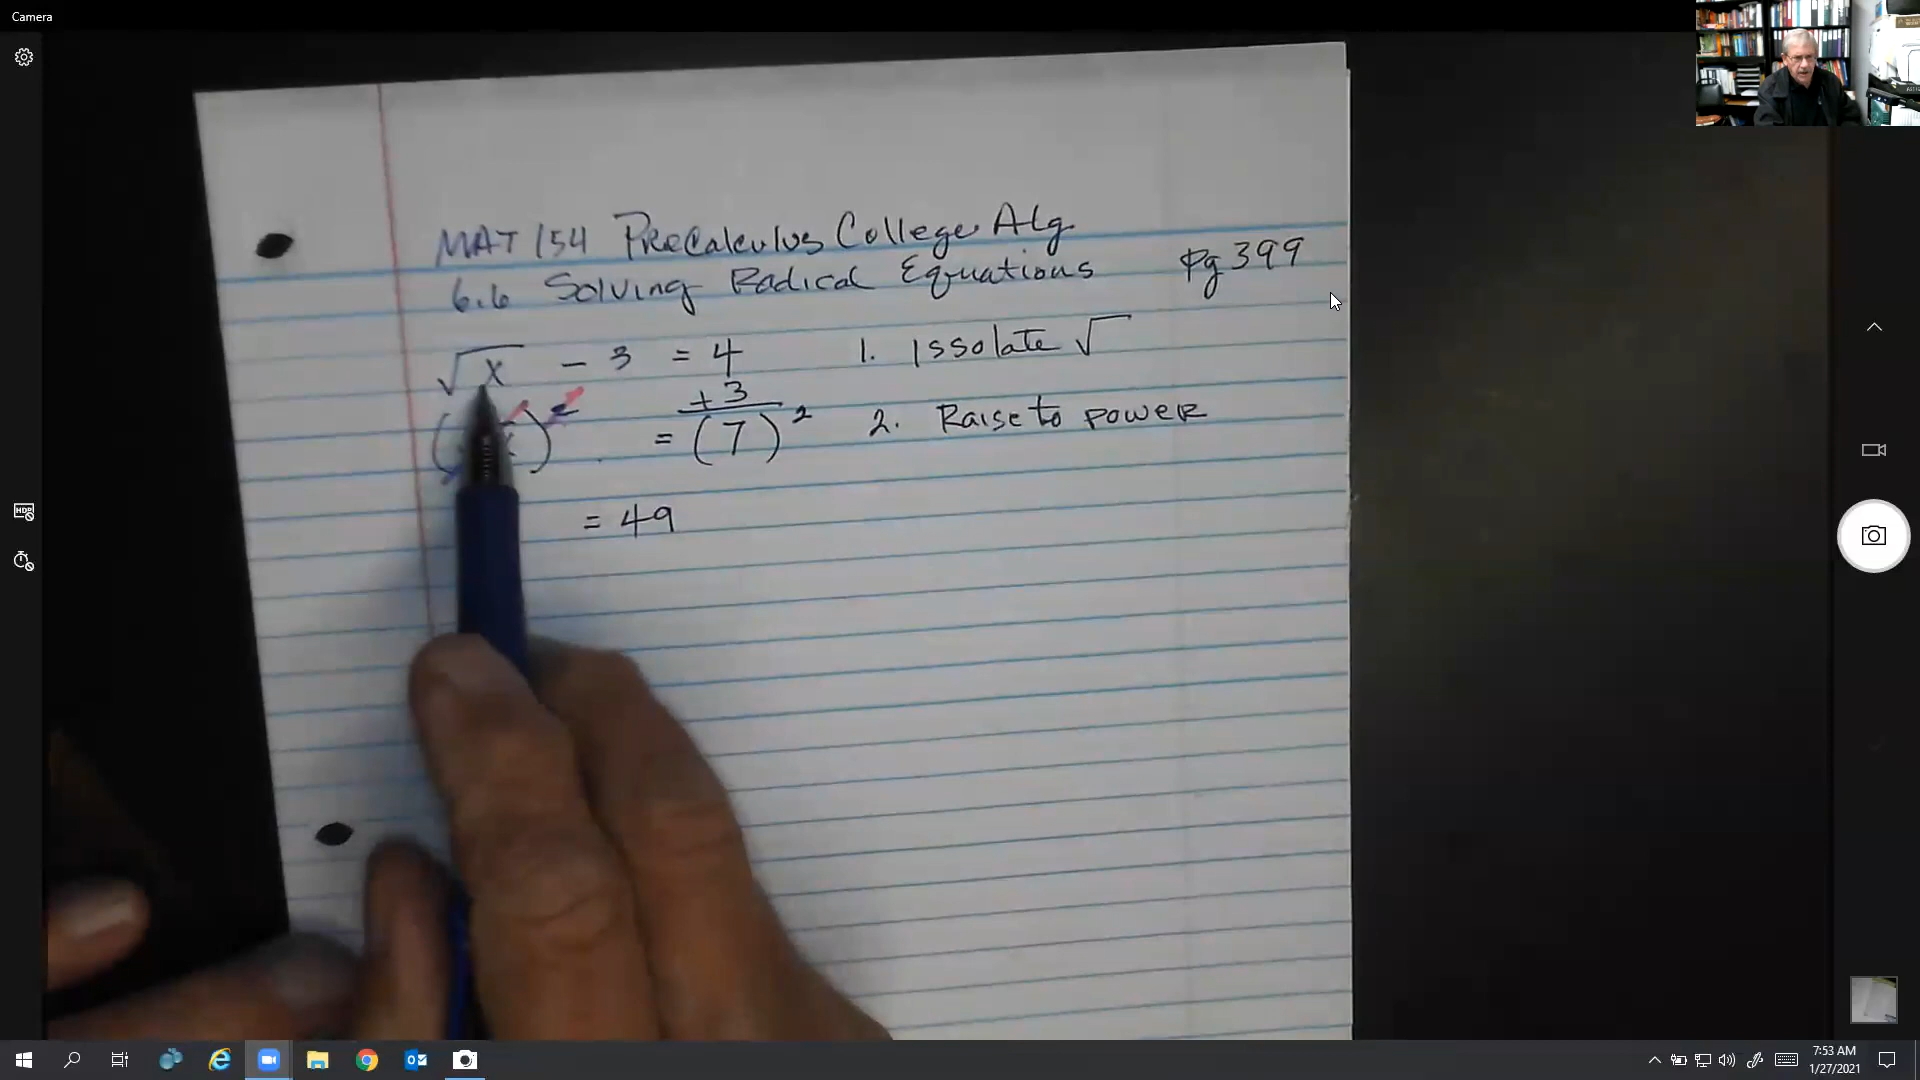 Camera
MAT 154 Precalculus College Alg
6.6 Solving Radical Equations pg 399
√x - 3 = 4 1. Issolate √
+3
( )² = (7)² 2. Raise to power
= 49
7:53 AM
1/27/2021